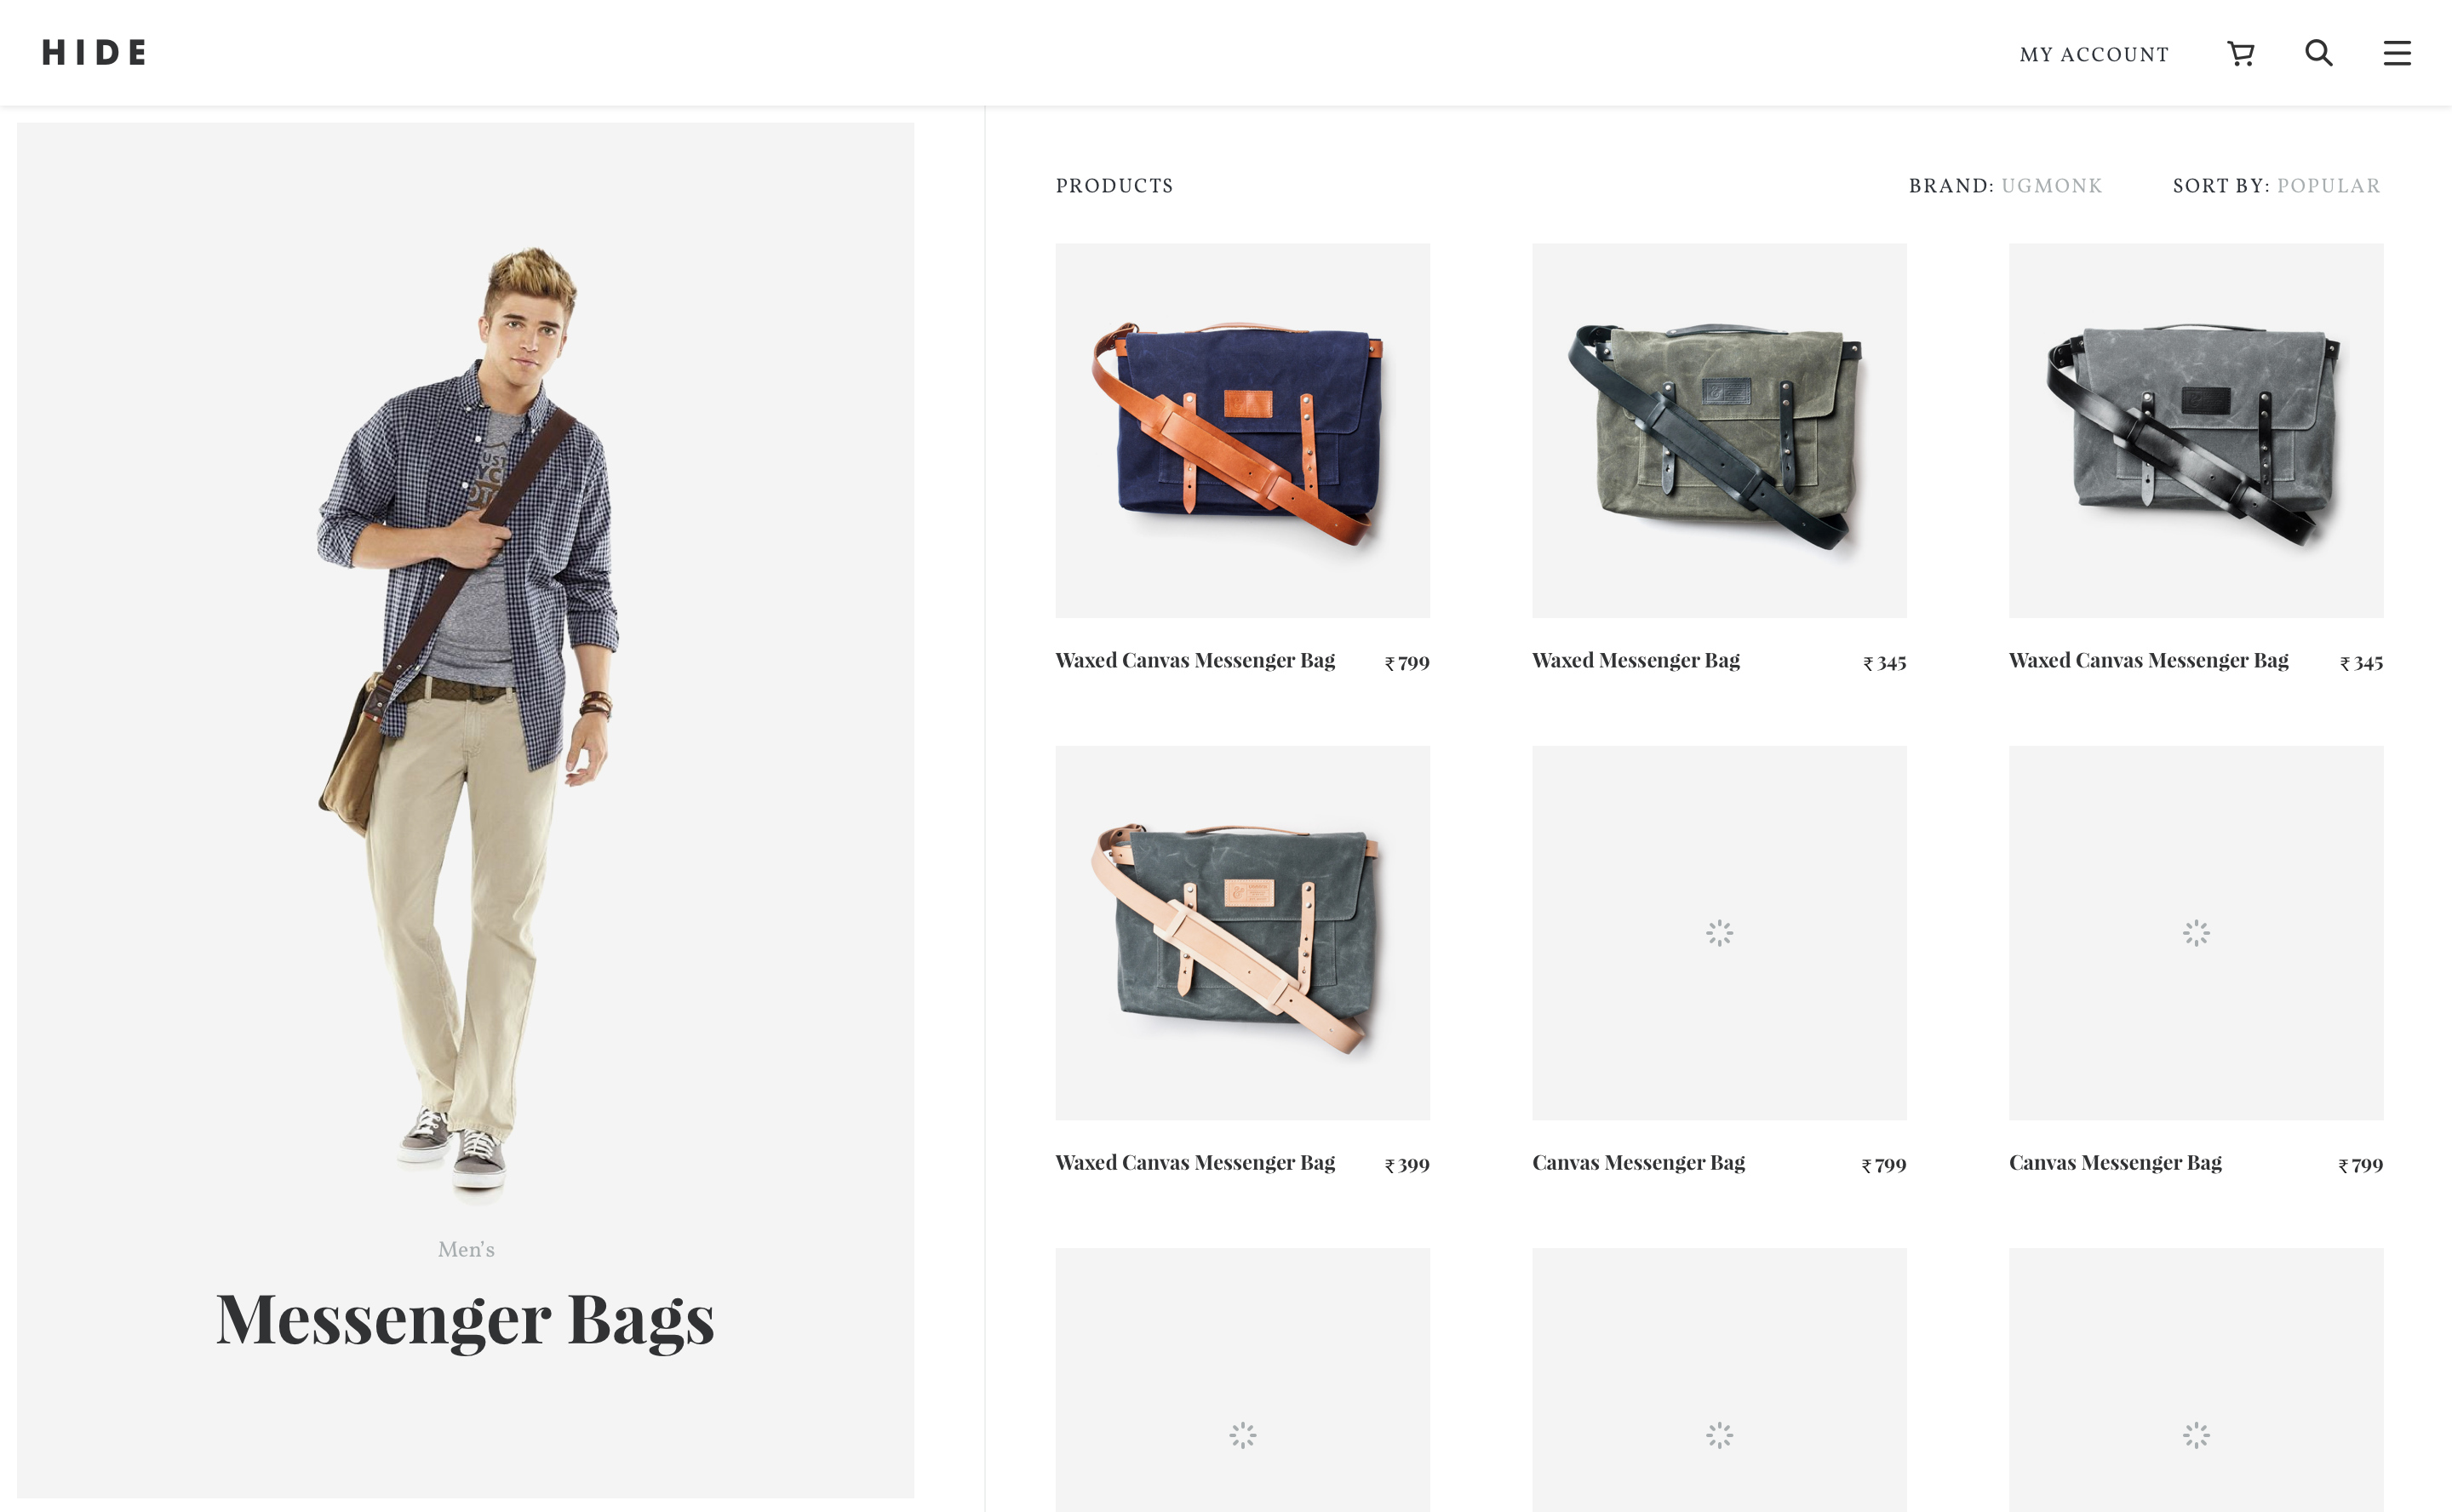 HIDE
MY ACCOUNT
PRODUCTS
BRAND: UGMONK
SORT BY: POPULAR
Waxed Canvas Messenger Bag ₹ 799
Waxed Messenger Bag ₹ 345
Waxed Canvas Messenger Bag ₹ 345
Waxed Canvas Messenger Bag ₹ 399
Canvas Messenger Bag ₹ 799
Canvas Messenger Bag ₹ 799
Men’s
Messenger Bags